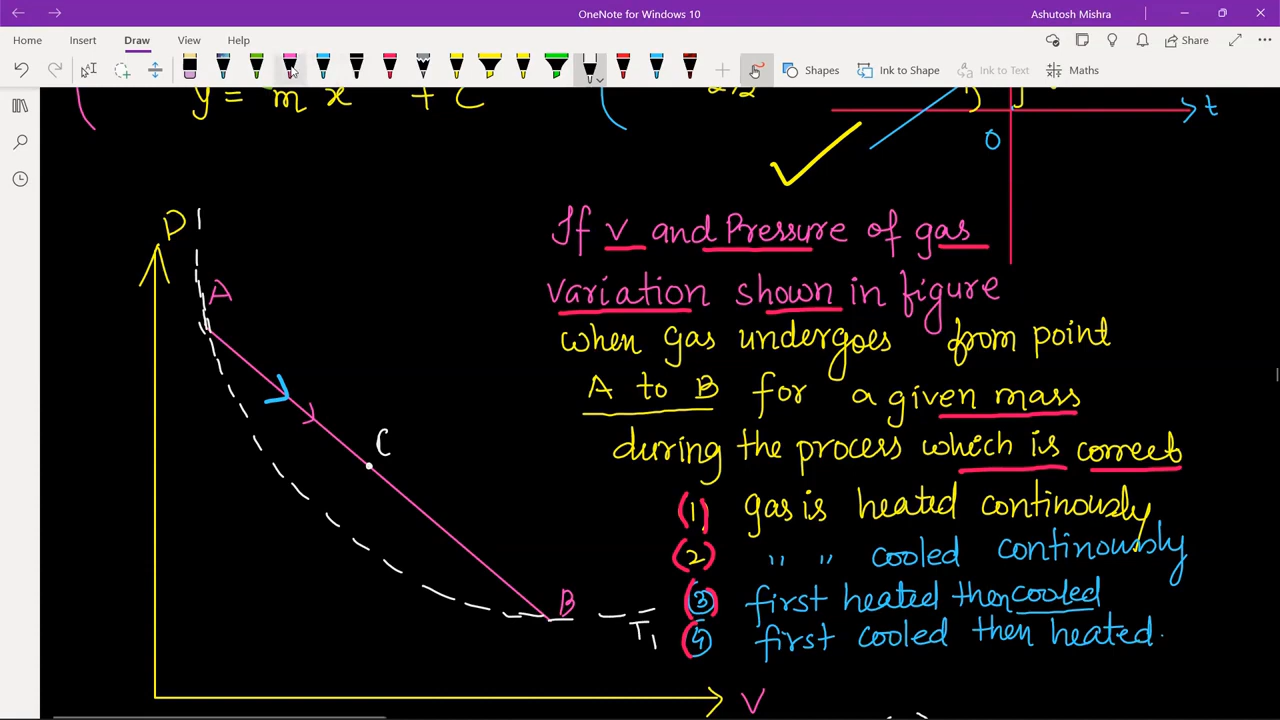 OneNote for Windows 10
Ashutosh Mishra
Home Insert Draw View Help
Share
Shapes
Ink to Shape
Ink to Text
Maths
y = m x + C
t
0
P
A
C
B
T1
V
If V and Pressure of gas
variation shown in figure
when gas undergoes from point
A to B for a given mass
during the process which is correct
(1) gas is heated continously
(2) " " cooled continously
(3) first heated then cooled
(4) first cooled then heated.